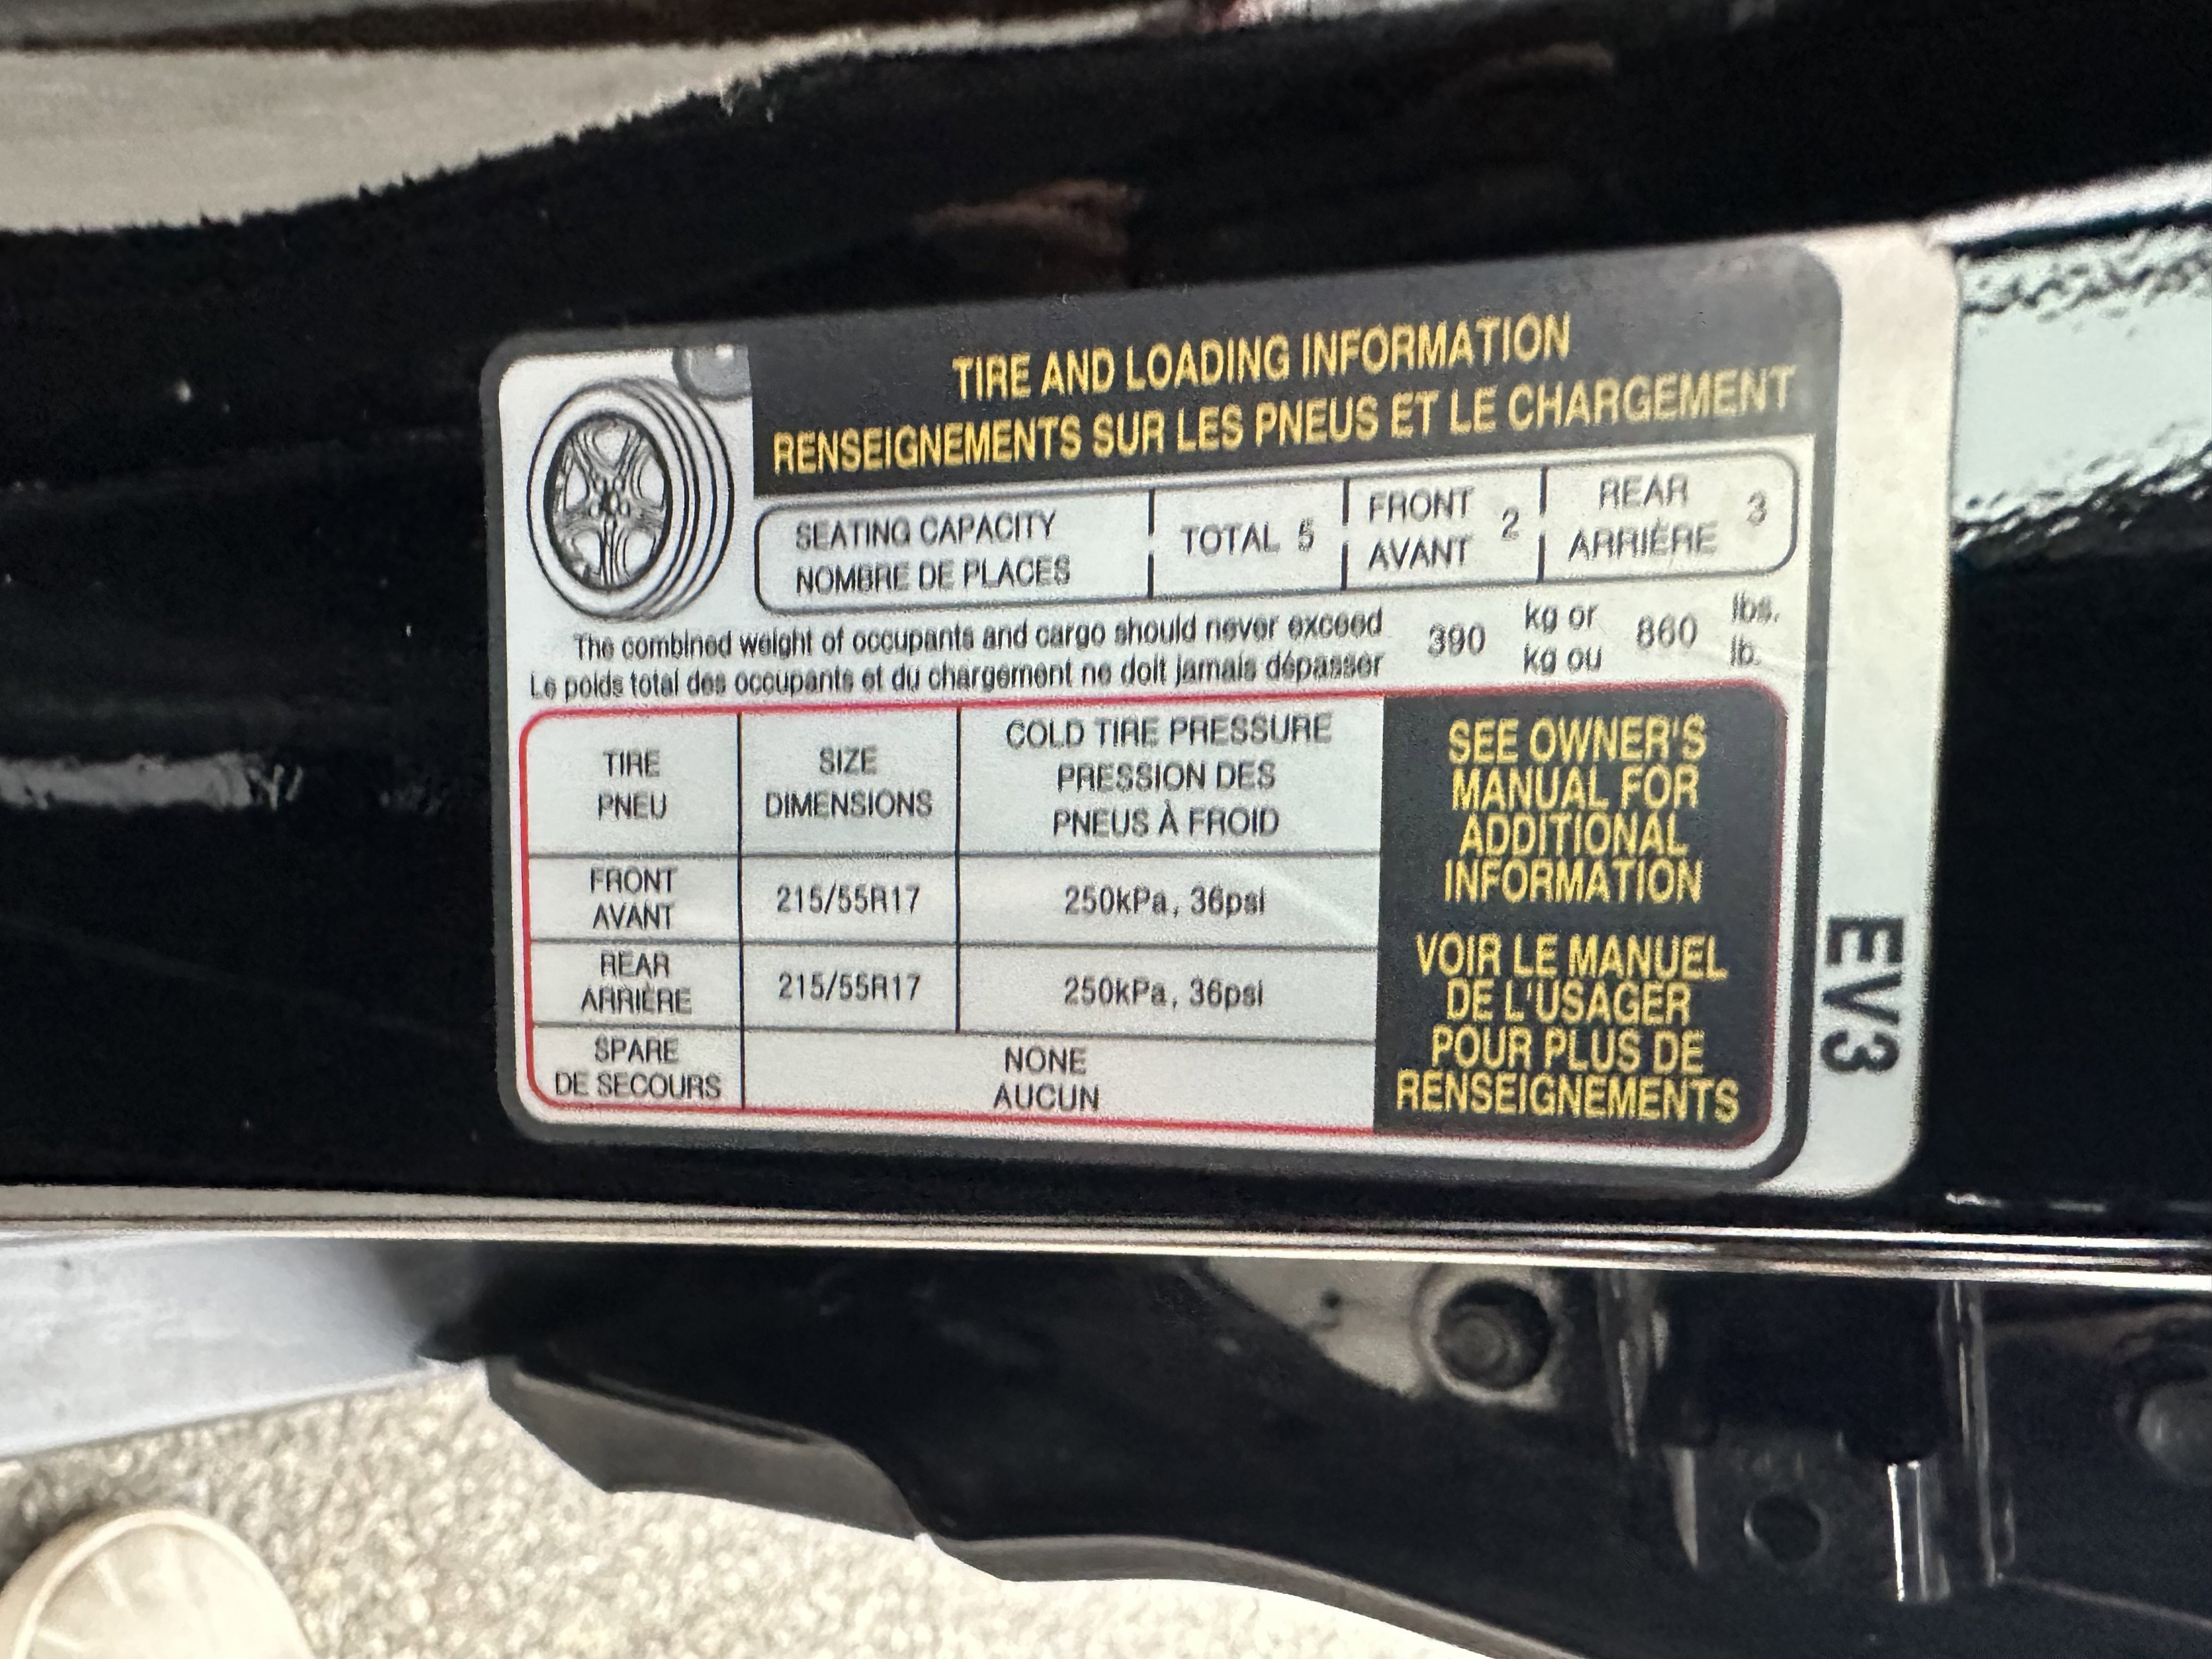 TIRE AND LOADING INFORMATION
RENSEIGNEMENTS SUR LES PNEUS ET LE CHARGEMENT
SEATING CAPACITY
NOMBRE DE PLACES
TOTAL 5
FRONT
AVANT
2
REAR
ARRIÈRE
3
The combined weight of occupants and cargo should never exceed 390 kg or 860 lbs.
Le poids total des occupants et du chargement ne doit jamais dépasser kg ou lb.
TIRE
PNEU
SIZE
DIMENSIONS
COLD TIRE PRESSURE
PRESSION DES
PNEUS À FROID
FRONT
AVANT
215/55R17
250kPa, 36psi
REAR
ARRIÈRE
215/55R17
250kPa, 36psi
SPARE
DE SECOURS
NONE
AUCUN
SEE OWNER'S
MANUAL FOR
ADDITIONAL
INFORMATION
VOIR LE MANUEL
DE L'USAGER
POUR PLUS DE
RENSEIGNEMENTS
EV3